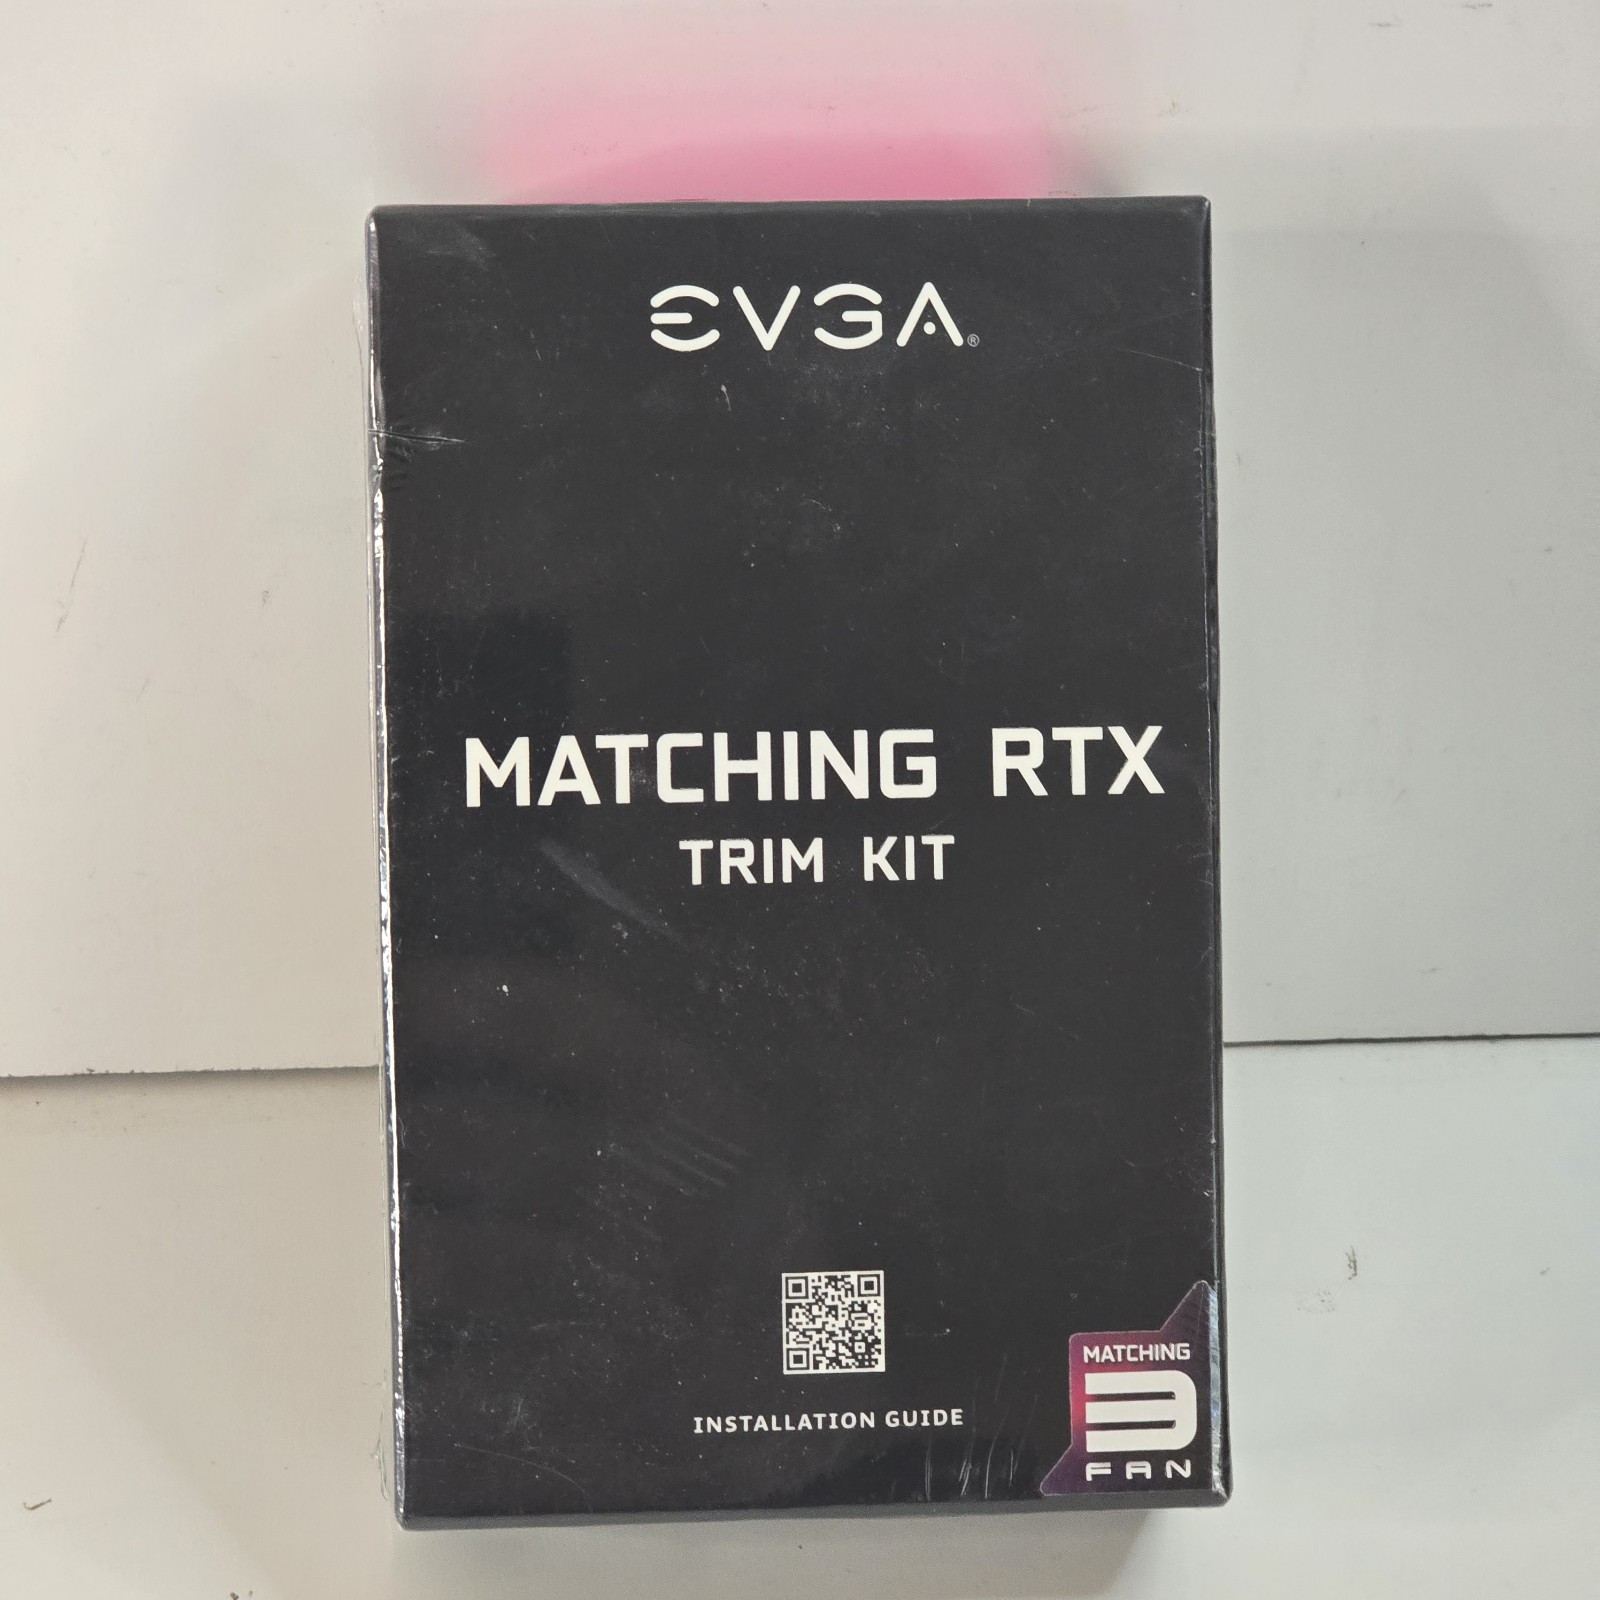 EVGA®
MATCHING RTX
TRIM KIT
INSTALLATION GUIDE
MATCHING
3
FAN